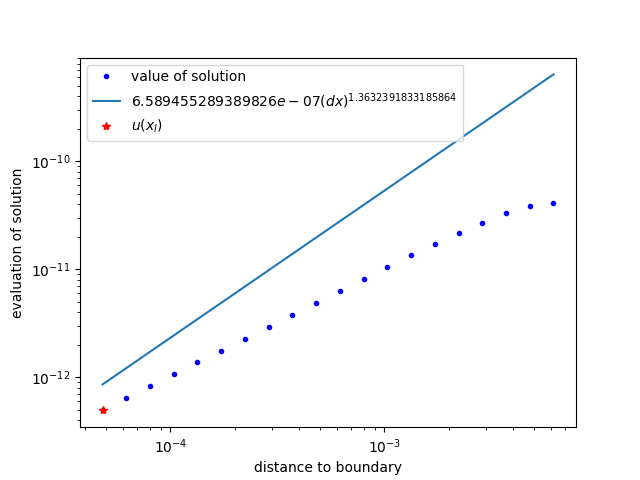 value of solution
6.589455289389826e − 07(dx)^1.3632391833185864
u(x_l)
10^−10
10^−11
10^−12
evaluation of solution
10^−4
10^−3
distance to boundary